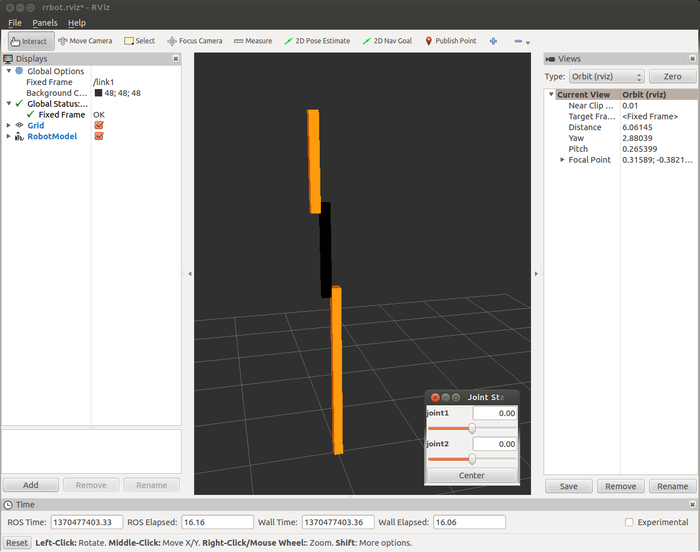 rrbot.rviz* - RViz
File Panels Help
Interact Move Camera Select Focus Camera Measure 2D Pose Estimate 2D Nav Goal Publish Point
Displays
Global Options
Fixed Frame /link1
Background C... 48; 48; 48
Global Status:...
Fixed Frame OK
Grid
RobotModel
Add Remove Rename
Joint Sta
joint1 0.00
joint2 0.00
Center
Views
Type: Orbit (rviz) Zero
Current View Orbit (rviz)
Near Clip ... 0.01
Target Fra... <Fixed Frame>
Distance 6.06145
Yaw 2.88039
Pitch 0.265399
Focal Point 0.31589; -0.3821...
Save Remove Rename
Time
ROS Time: 1370477403.33 ROS Elapsed: 16.16 Wall Time: 1370477403.36 Wall Elapsed: 16.06 Experimental
Reset Left-Click: Rotate. Middle-Click: Move X/Y. Right-Click/Mouse Wheel:: Zoom. Shift: More options.